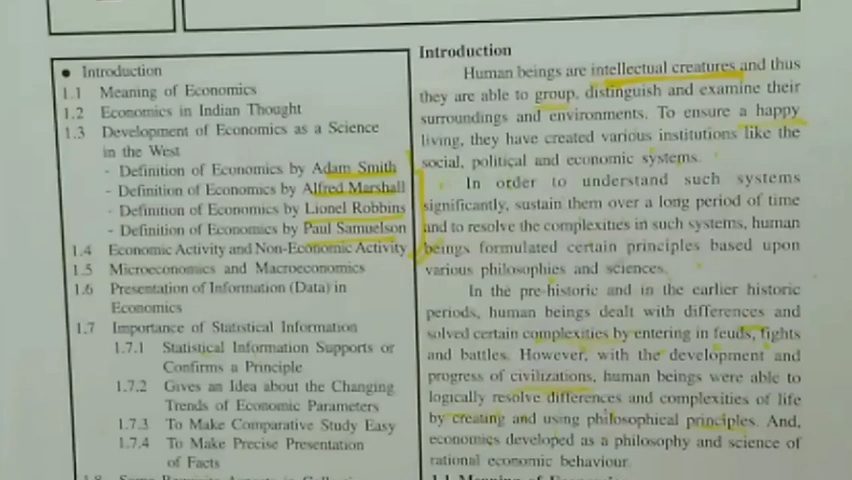 • Introduction
1.1 Meaning of Economics
1.2 Economics in Indian Thought
1.3 Development of Economics as a Science
in the West
- Definition of Economics by Adam Smith
- Definition of Economics by Alfred Marshall
- Definition of Economics by Lionel Robbins
- Definition of Economics by Paul Samuelson
1.4 Economic Activity and Non-Economic Activity
1.5 Microeconomics and Macroeconomics
1.6 Presentation of Information (Data) in
Economics
1.7 Importance of Statistical Information
1.7.1 Statistical Information Supports or
Confirms a Principle
1.7.2 Gives an Idea about the Changing
Trends of Economic Parameters
1.7.3 To Make Comparative Study Easy
1.7.4 To Make Precise Presentation
of Facts
1.8
Introduction
Human beings are intellectual creatures and thus
they are able to group, distinguish and examine their
surroundings and environments. To ensure a happy
living, they have created various institutions like the
social, political and economic systems.
In order to understand such systems
significantly, sustain them over a long period of time
and to resolve the complexities in such systems, human
beings formulated certain principles based upon
various philosophies and sciences.
In the pre-historic and in the earlier historic
periods, human beings dealt with differences and
solved certain complexities by entering in feuds, fights
and battles. However, with the development and
progress of civilizations, human beings were able to
logically resolve differences and complexities of life
by creating and using philosophical principles. And,
economics developed as a philosophy and science of
rational economic behaviour.
1.1 Meaning of Economics